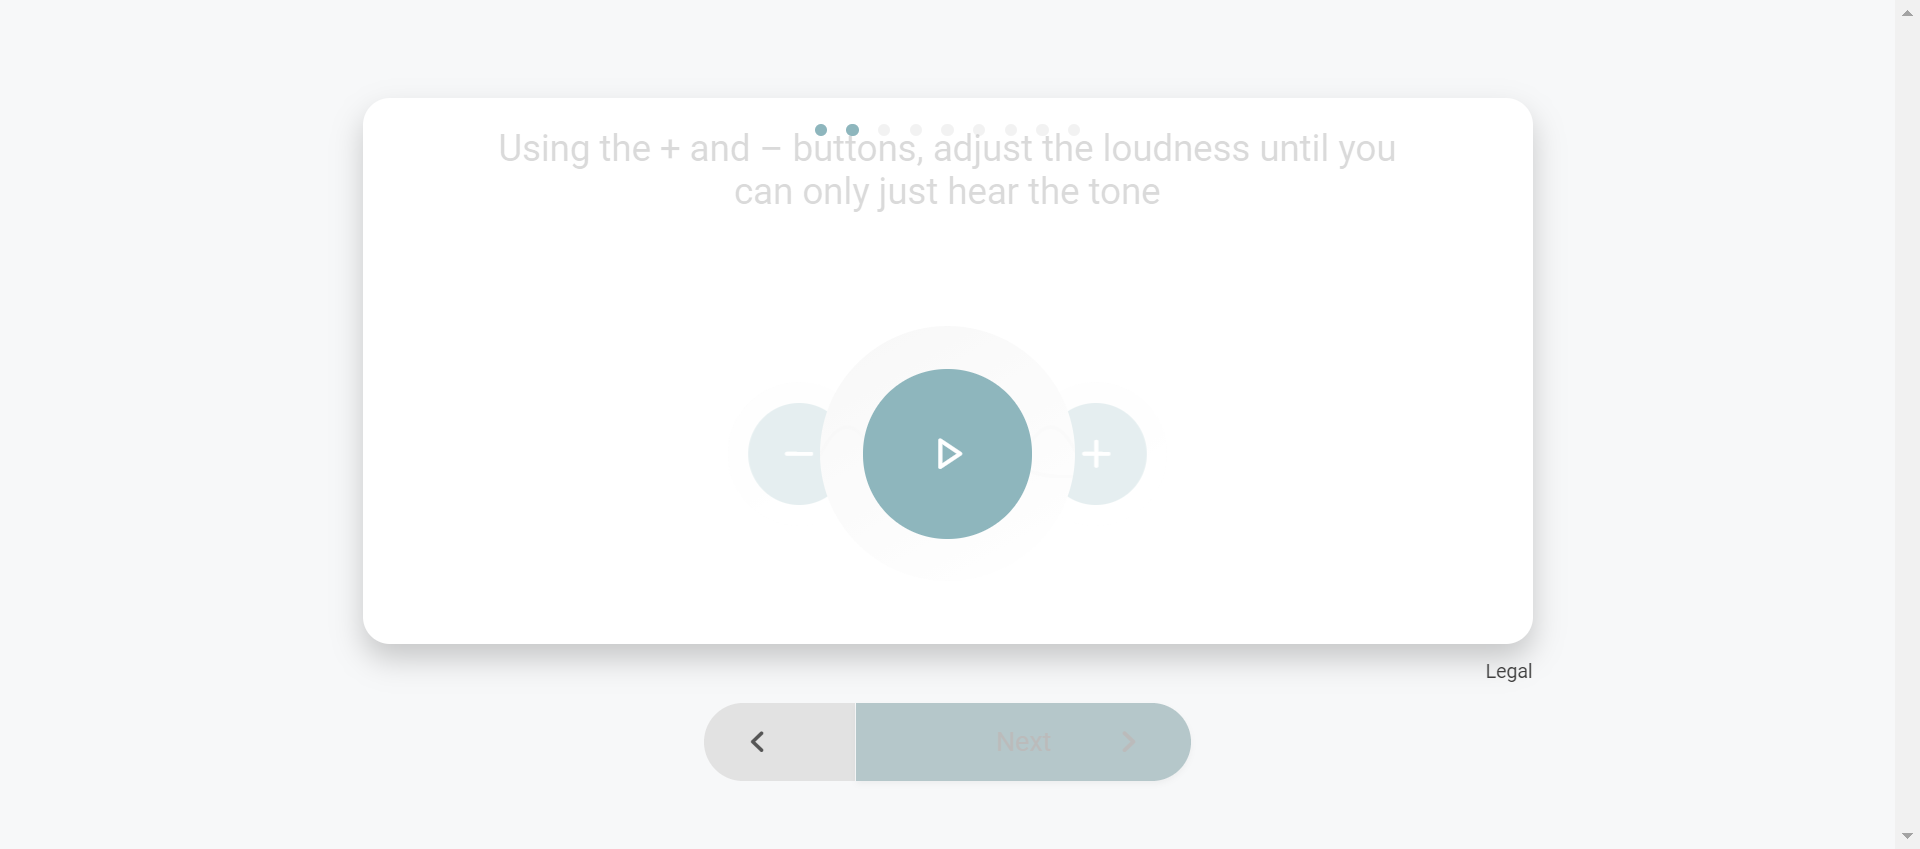 Using the + and – buttons, adjust the loudness until you
can only just hear the tone
Legal
Next